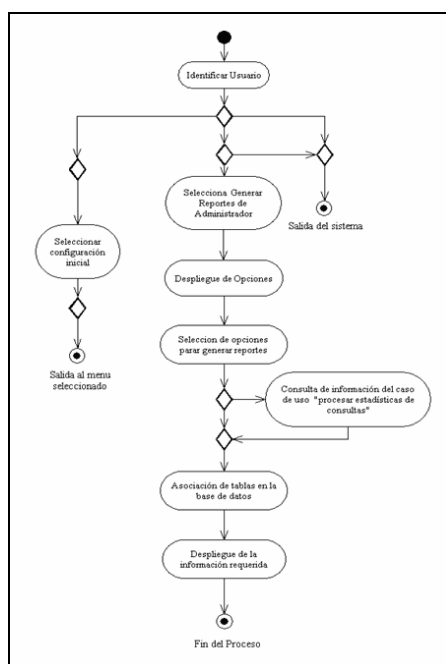 Identificar Usuario
Selecciona Generar
Reportes de
Administrador
Salida del sistema
Seleccionar
configuración
inicial
Despliegue de Opciones
Seleccion de opciones
parar generar reportes
Salida al menu
seleccionado
Consulta de información del caso
de uso "procesar estadísticas de
consultas"
Asociación de tablas en la
base de datos
Despliegue de la
información requerida
Fin del Proceso